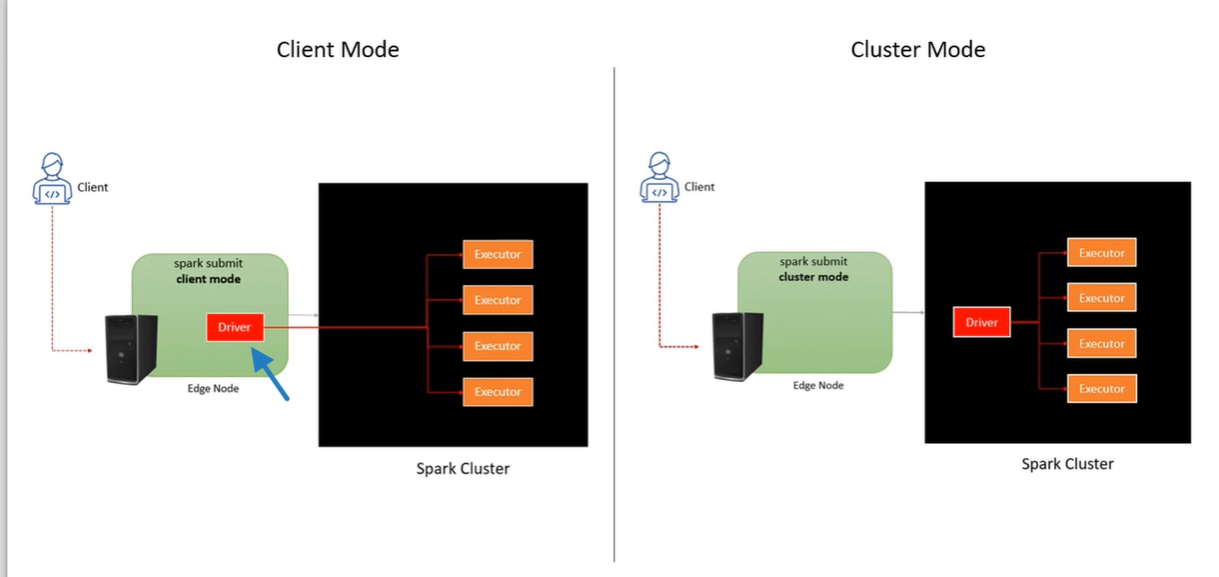 Client Mode
Client
spark submit
client mode
Driver
Edge Node
Executor
Executor
Executor
Executor
Spark Cluster
Cluster Mode
Client
spark submit
cluster mode
Edge Node
Driver
Executor
Executor
Executor
Executor
Spark Cluster